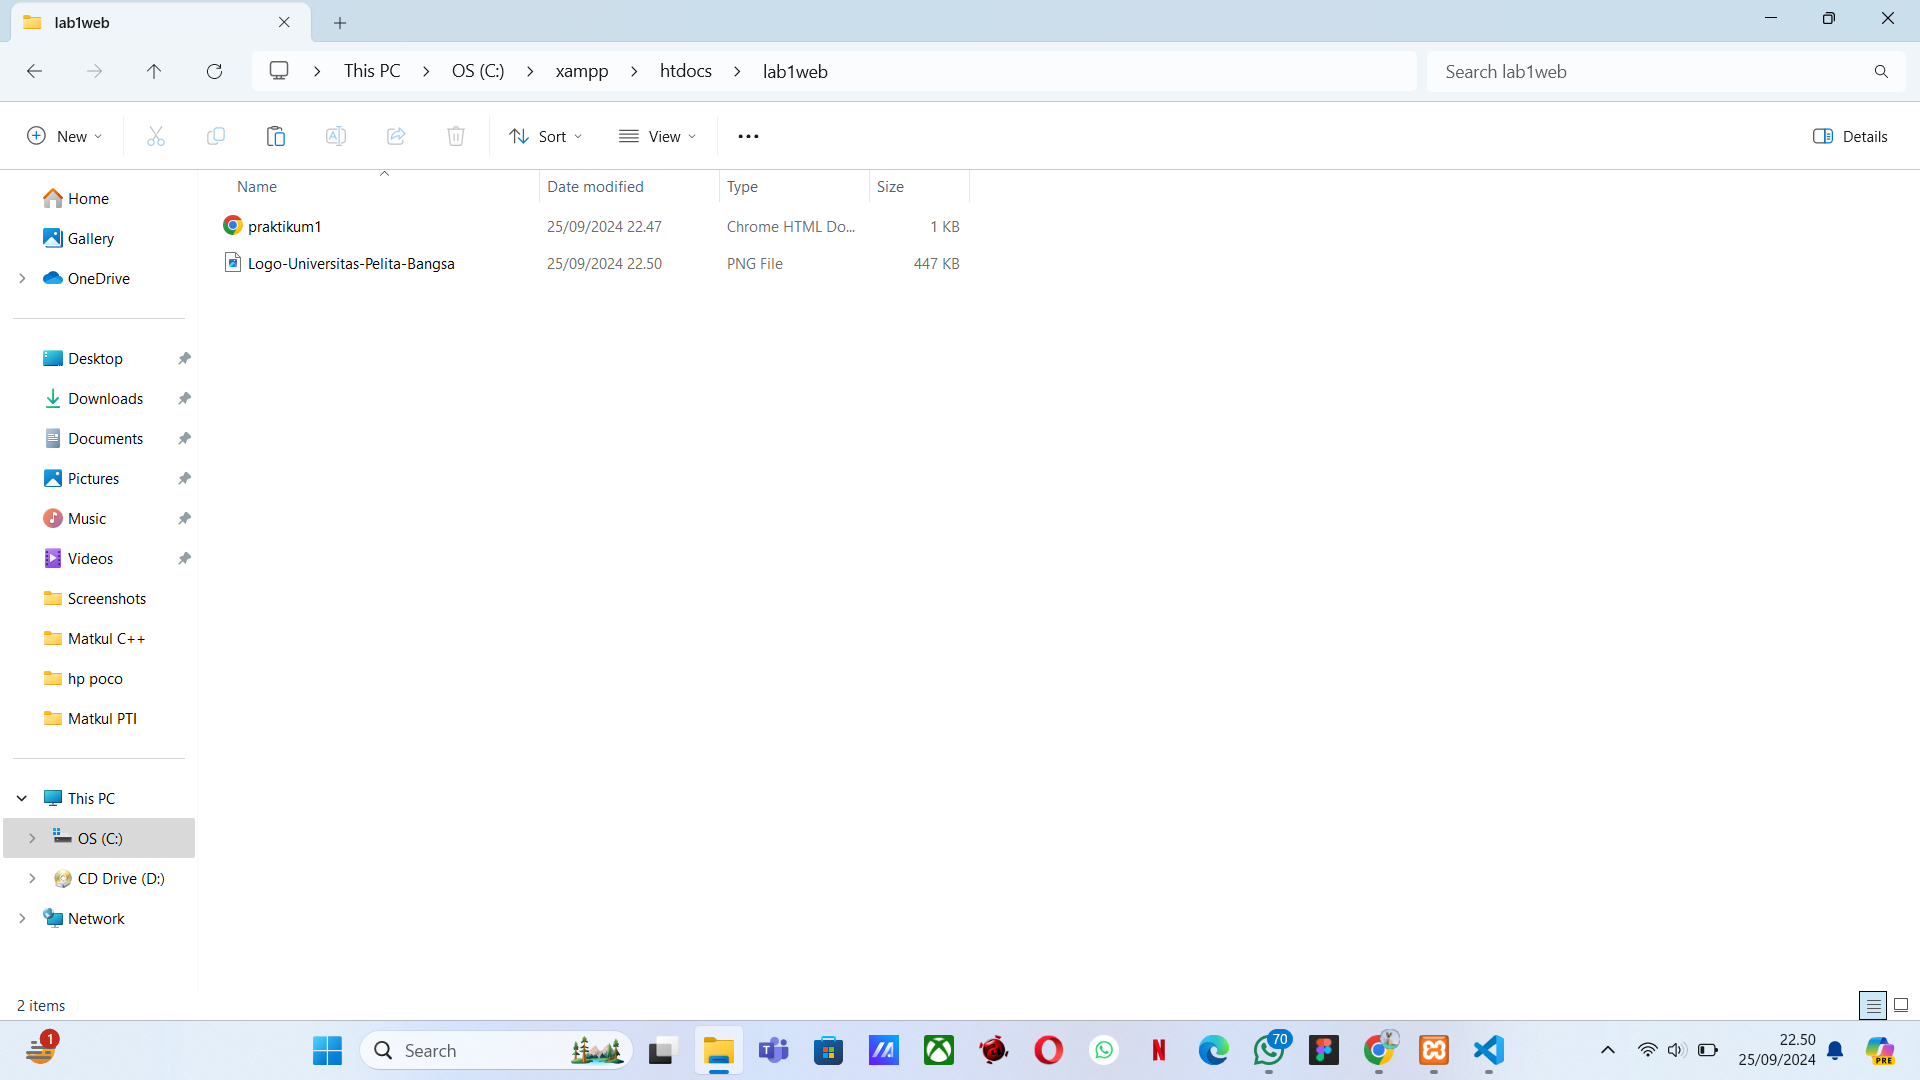 lab1web
This PC
OS (C:)
xampp
htdocs
lab1web
Search lab1web
New
Sort
View
Details
Name
Date modified
Type
Size
praktikum1
25/09/2024 22.47
Chrome HTML Do...
1 KB
Logo-Universitas-Pelita-Bangsa
25/09/2024 22.50
PNG File
447 KB
Home
Gallery
OneDrive
Desktop
Downloads
Documents
Pictures
Music
Videos
Screenshots
Matkul C++
hp poco
Matkul PTI
This PC
OS (C:)
CD Drive (D:)
Network
2 items
1
Search
70
22.50
25/09/2024
PRE